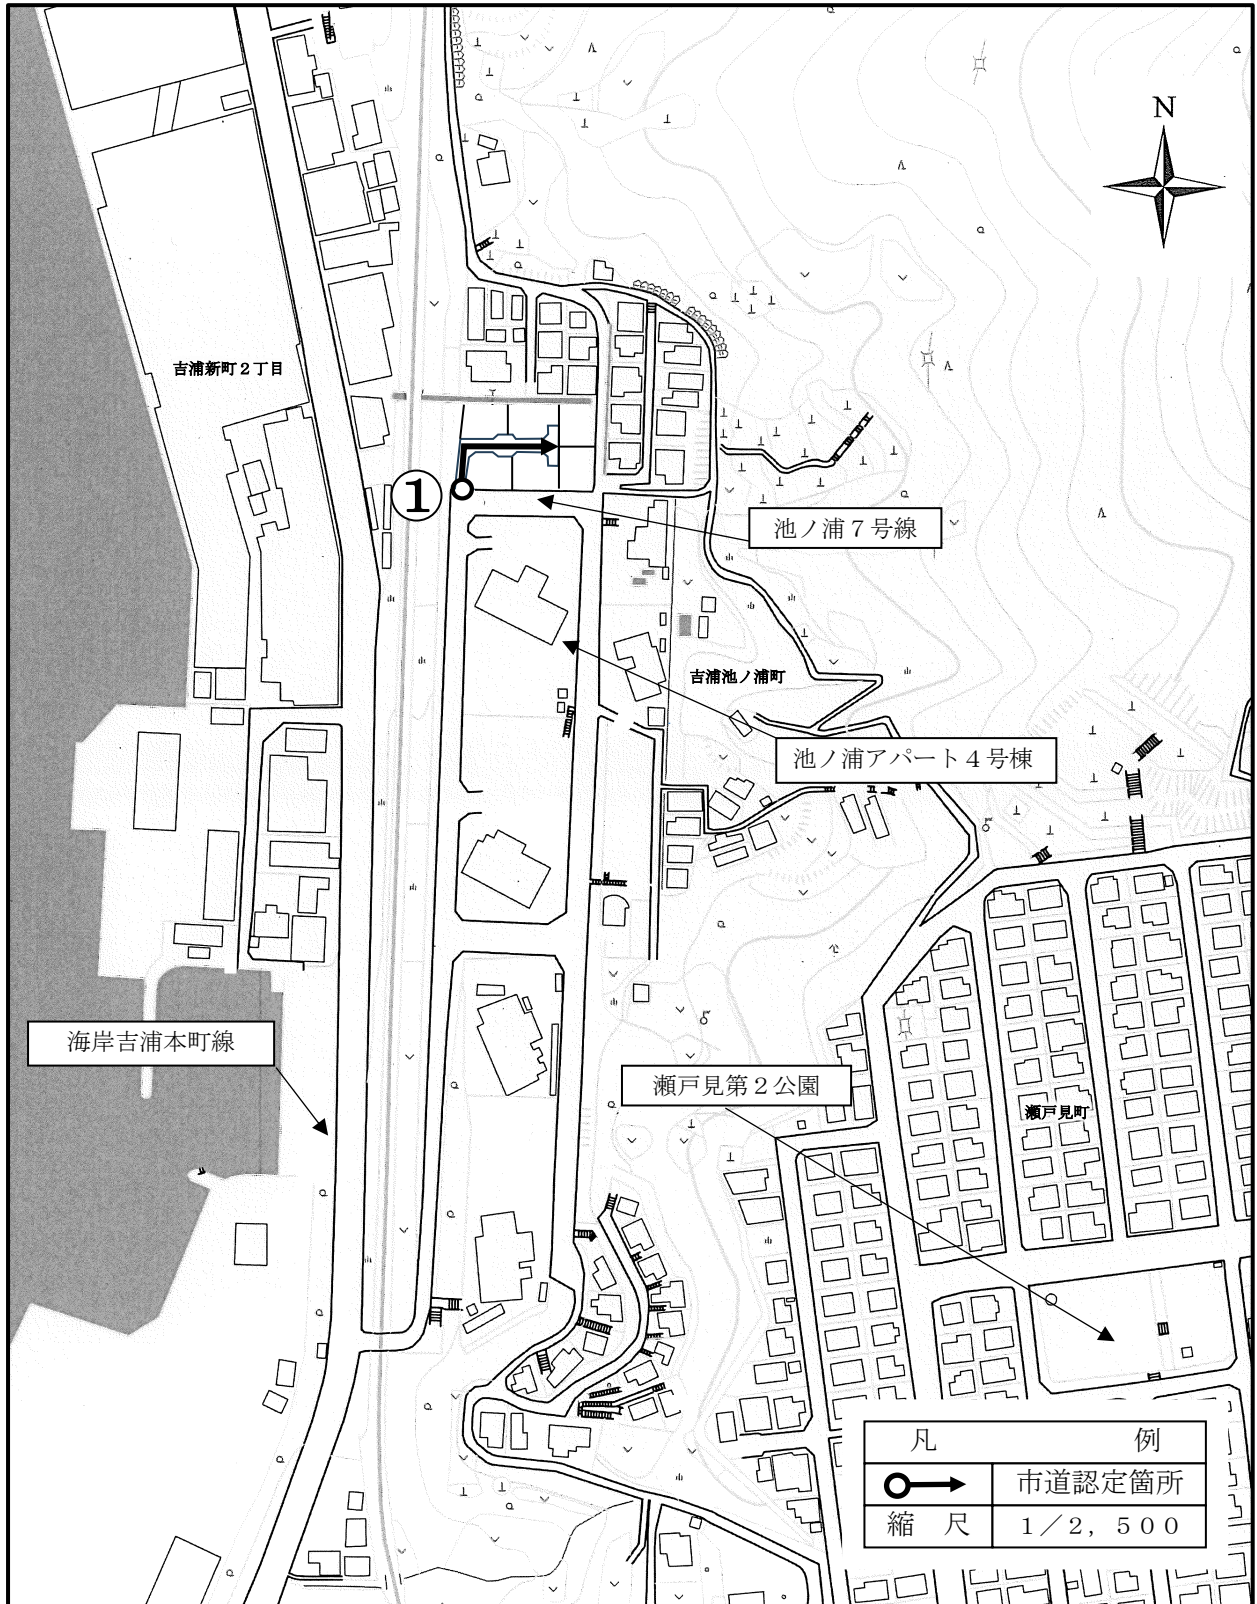 N
吉浦新町２丁目
①
池ノ浦７号線
吉浦池ノ浦町
池ノ浦アパート４号棟
海岸吉浦本町線
瀬戸見第２公園
瀬戸見町
凡 例
市道認定箇所
縮 尺 １／２，５００